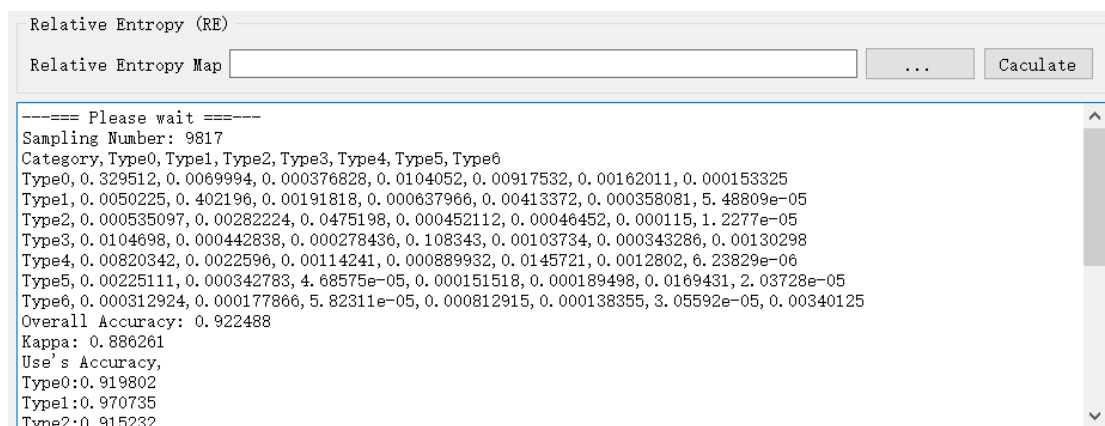 Relative Entropy (RE)
Relative Entropy Map ... Caculate
---=== Please wait ===---
Sampling Number: 9817
Category,Type0,Type1,Type2,Type3,Type4,Type5,Type6
Type0,0.329512,0.0069994,0.000376828,0.0104052,0.00917532,0.00162011,0.000153325
Type1,0.0050225,0.402196,0.00191818,0.000637966,0.00413372,0.000358081,5.48809e-05
Type2,0.000535097,0.00282224,0.0475198,0.000452112,0.00046452,0.000115,1.2277e-05
Type3,0.0104698,0.000442838,0.000278436,0.108343,0.00103734,0.000343286,0.00130298
Type4,0.00820342,0.0022596,0.00114241,0.000889932,0.0145721,0.0012802,6.23829e-06
Type5,0.00225111,0.000342783,4.68575e-05,0.000151518,0.000189498,0.0169431,2.03728e-05
Type6,0.000312924,0.000177866,5.82311e-05,0.000812915,0.000138355,3.05592e-05,0.00340125
Overall Accuracy: 0.922488
Kappa: 0.886261
Use's Accuracy,
Type0:0.919802
Type1:0.970735
Type2:0.915232